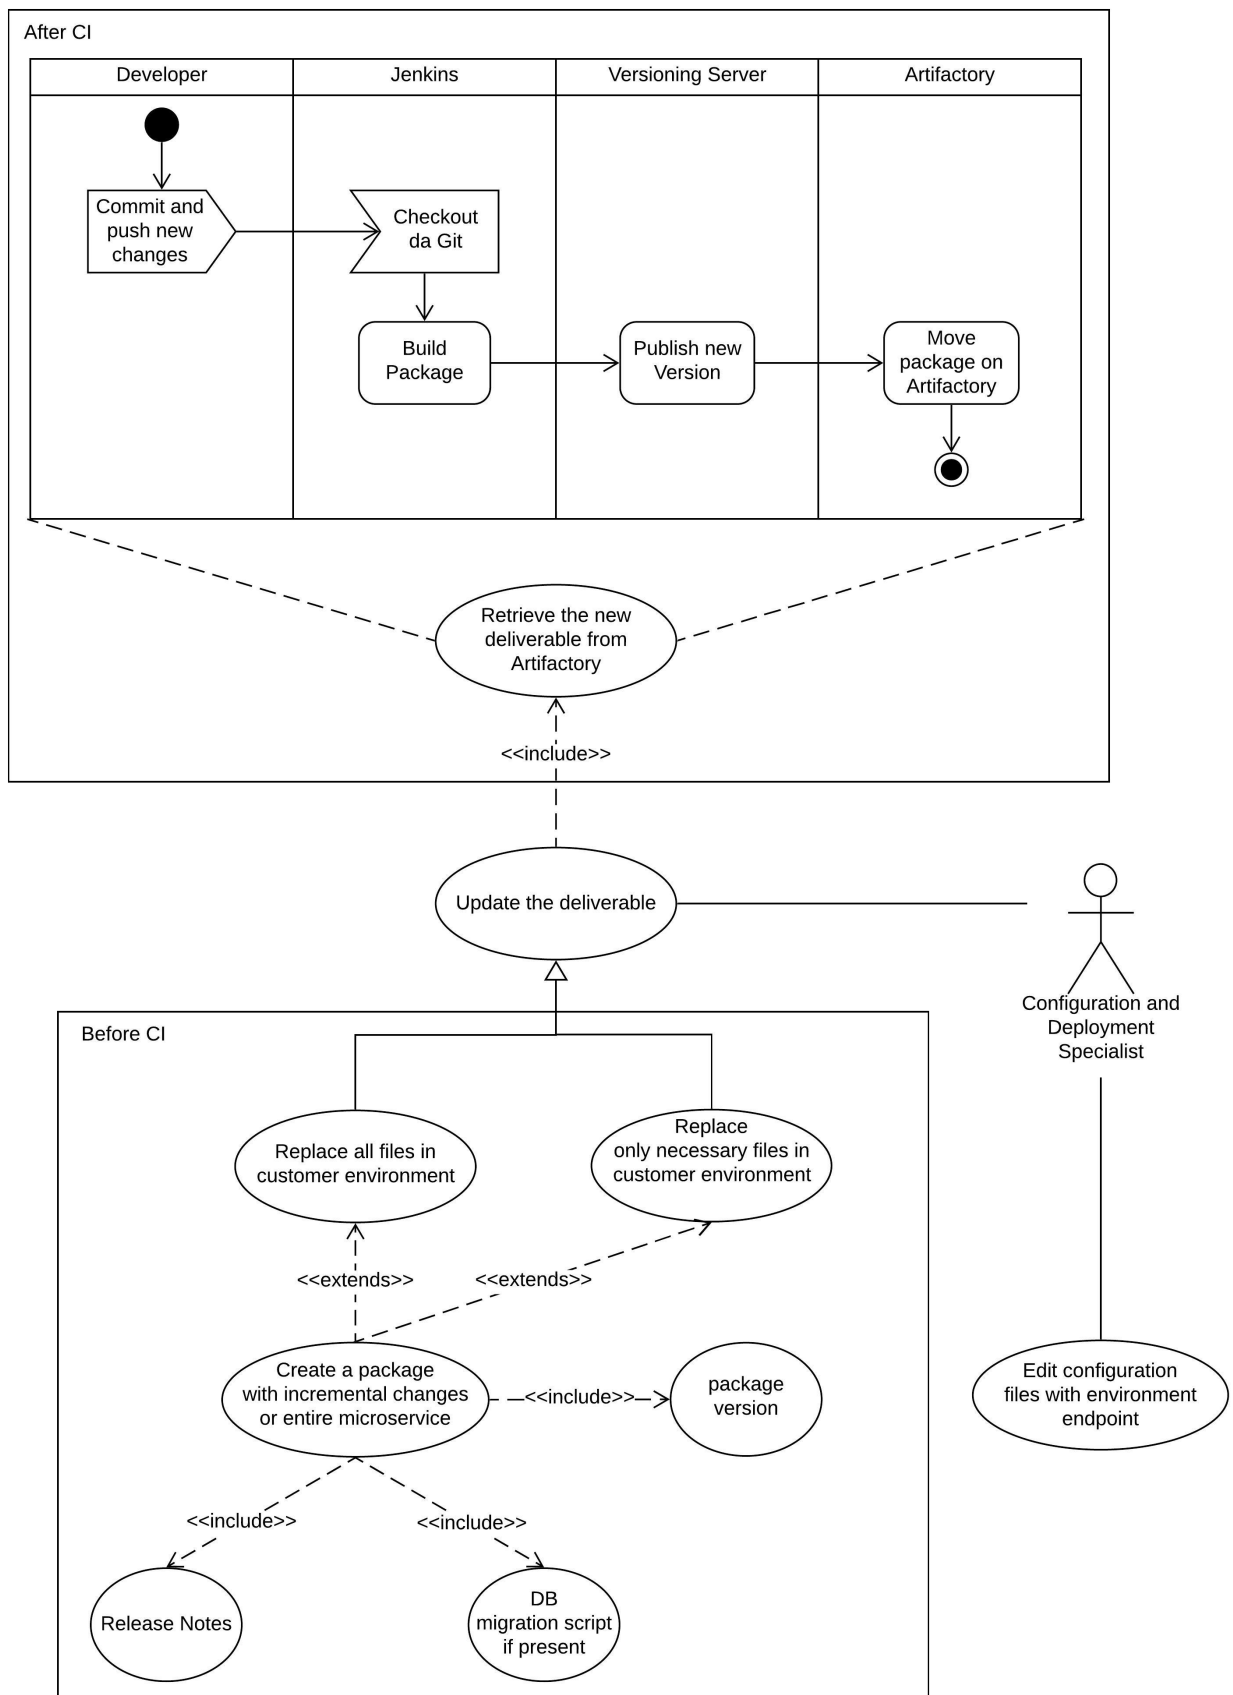 After CI
Developer
Jenkins
Versioning Server
Artifactory
Commit and
push new
changes
Checkout
da Git
Build
Package
Publish new
Version
Move
package on
Artifactory
Retrieve the new
deliverable from
Artifactory
<<include>>
Update the deliverable
Configuration and
Deployment
Specialist
Before CI
Replace all files in
customer environment
Replace
only necessary files in
customer environment
<<extends>>
<<extends>>
Create a package
with incremental changes
or entire microservice
<<include>>
package
version
Edit configuration
files with environment
endpoint
<<include>>
<<include>>
Release Notes
DB
migration script
if present